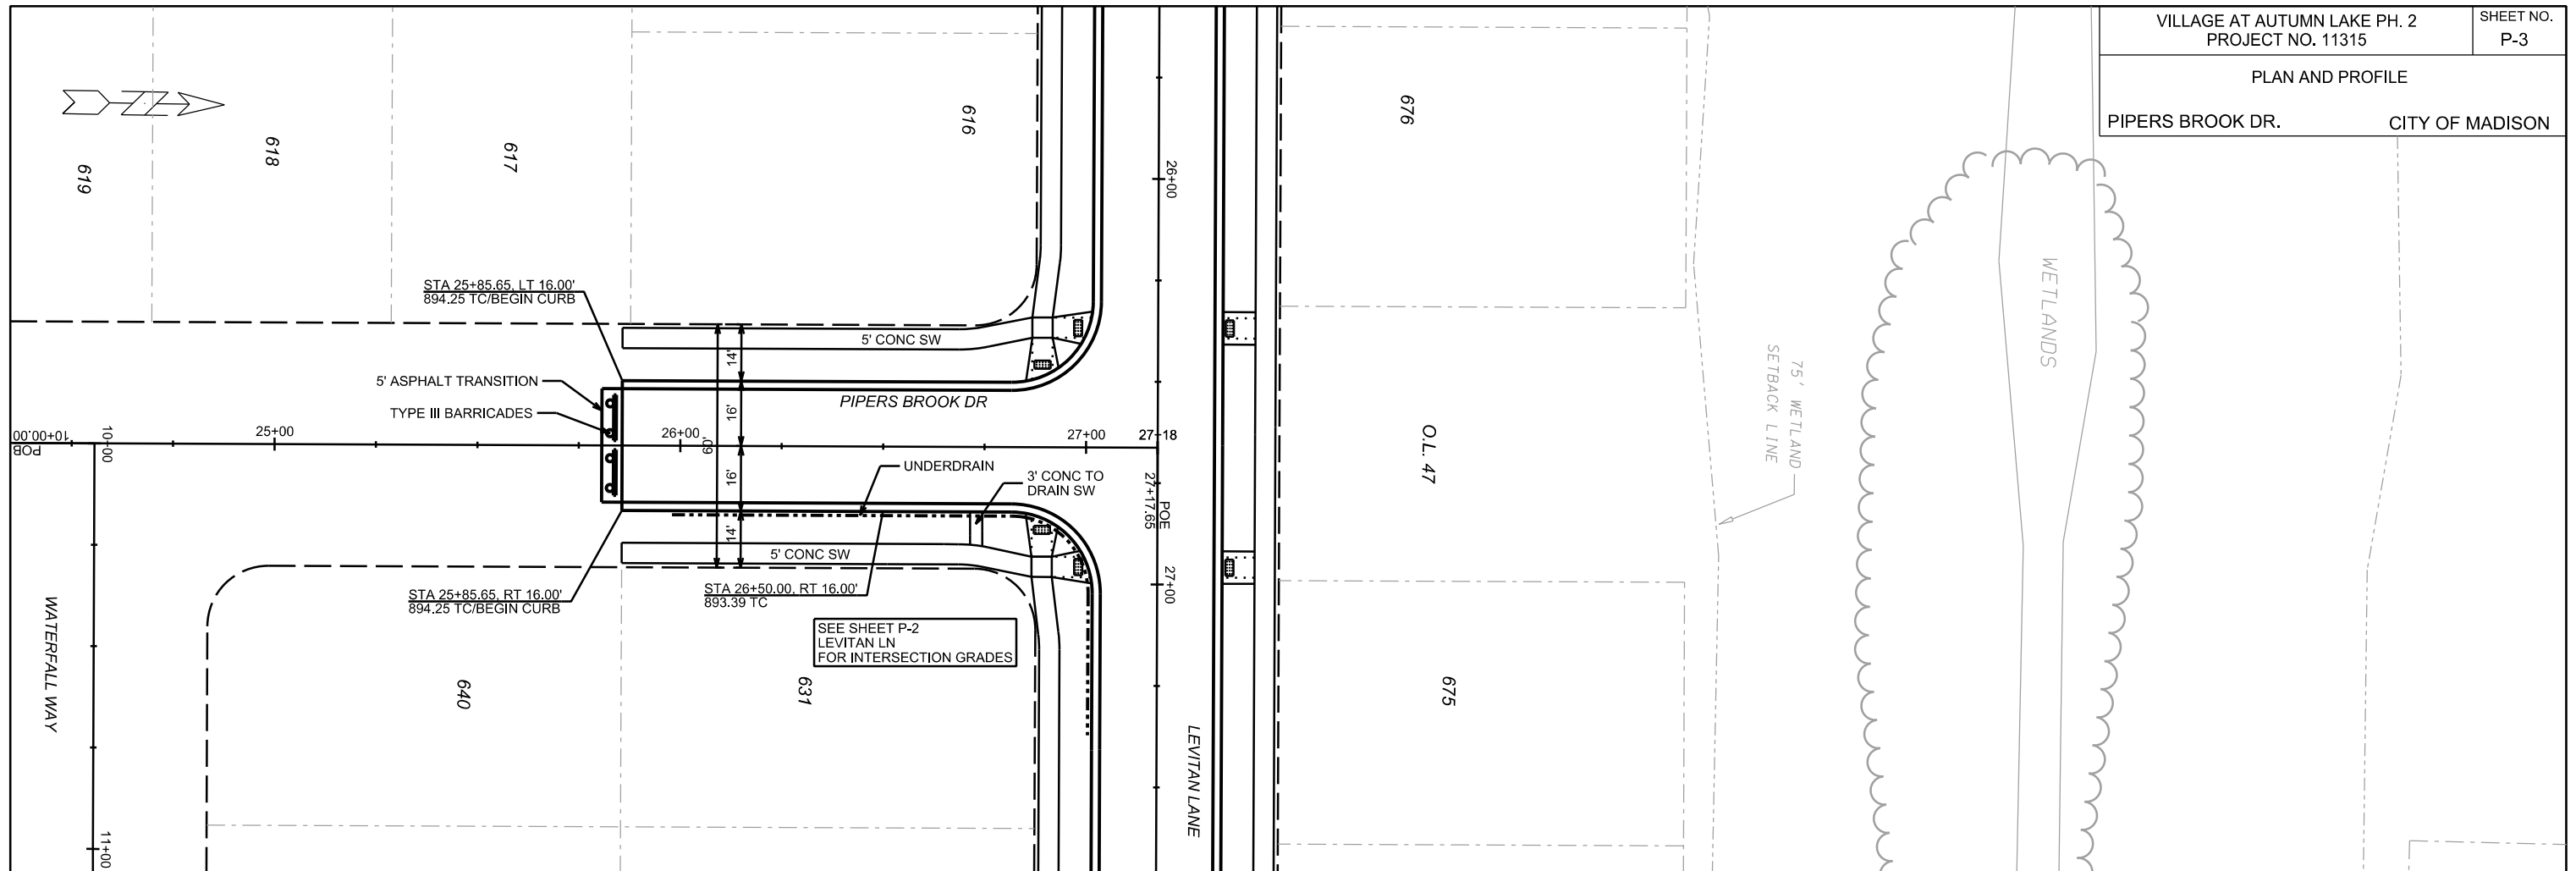 VILLAGE AT AUTUMN LAKE PH. 2
PROJECT NO. 11315
SHEET NO.
P-3
PLAN AND PROFILE
PIPERS BROOK DR.
CITY OF MADISON
619
618
617
616
676
26+00
WETLANDS
STA 25+85.65, LT 16.00'
894.25 TC/BEGIN CURB
5' CONC SW
14'
5' ASPHALT TRANSITION
TYPE III BARRICADES
PIPERS BROOK DR
16'
75' WETLAND
SETBACK LINE
10+00.00
POB
10+00
25+00
26+00
60'
27+00
27+18
27+17.65
POE
O.L. 47
16'
UNDERDRAIN
3' CONC TO
DRAIN SW
14'
5' CONC SW
STA 25+85.65, RT 16.00'
894.25 TC/BEGIN CURB
STA 26+50.00, RT 16.00'
893.39 TC
27+00
SEE SHEET P-2
LEVITAN LN
FOR INTERSECTION GRADES
WATERFALL WAY
640
631
675
LEVITAN LANE
11+00